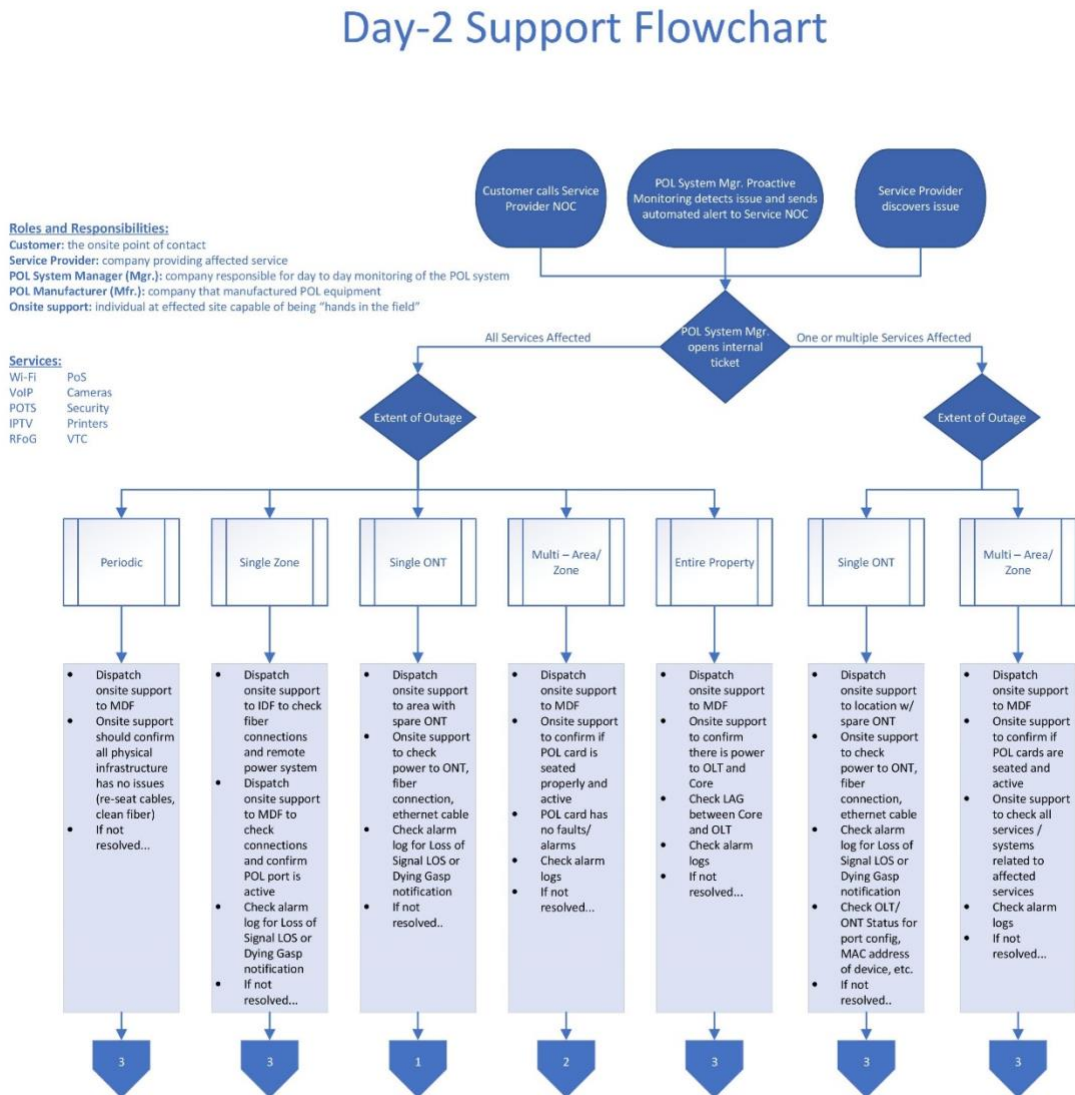 Day-2 Support Flowchart
Customer calls Service
Provider NOC
POL System Mgr. Proactive
Monitoring detects issue and sends
automated alert to Service NOC
Service Provider
discovers issue
Roles and Responsibilities:
Customer: the onsite point of contact
Service Provider: company providing affected service
POL System Manager (Mgr.): company responsible for day to day monitoring of the POL system
POL Manufacturer (Mfr.): company that manufactured POL equipment
Onsite support: individual at effected site capable of being "hands in the field"
All Services Affected
POL System Mgr.
opens internal
ticket
One or multiple Services Affected
Services:
Wi-Fi PoS
VoIP Cameras
POTS Security
IPTV Printers
RFoG VTC
Extent of Outage
Extent of Outage
Periodic
Single Zone
Single ONT
Multi – Area/
Zone
Entire Property
Single ONT
Multi – Area/
Zone
• Dispatch
onsite support
to MDF
• Onsite support
should confirm
all physical
infrastructure
has no issues
(re-seat cables,
clean fiber)
• If not
resolved...
• Dispatch
onsite support
to IDF to check
fiber
connections
and remote
power system
• Dispatch
onsite support
to MDF to
check
connections
and confirm
POL port is
active
• Check alarm
log for Loss of
Signal LOS or
Dying Gasp
notification
• If not
resolved...
• Dispatch
onsite support
to area with
spare ONT
• Onsite support
to check
power to ONT,
fiber
connection,
ethernet cable
• Check alarm
log for Loss of
Signal LOS or
Dying Gasp
notification
• If not
resolved..
• Dispatch
onsite support
to MDF
• Onsite support
to confirm if
POL card is
seated
properly and
active
• POL card has
no faults/
alarms
• Check alarm
logs
• If not
resolved...
• Dispatch
onsite support
to MDF
• Onsite support
to confirm
there is power
to OLT and
Core
• Check LAG
between Core
and OLT
• Check alarm
logs
• If not
resolved...
• Dispatch
onsite support
to location w/
spare ONT
• Onsite support
to check
power to ONT,
fiber
connection,
ethernet cable
• Check alarm
log for Loss of
Signal LOS or
Dying Gasp
notification
• Check OLT/
ONT Status for
port config,
MAC address
of device, etc.
• If not
resolved..
• Dispatch
onsite support
to MDF
• Onsite support
to confirm if
POL cards are
seated and
active
• Onsite support
to check all
services /
systems
related to
affected
services
• Check alarm
logs
• If not
resolved...
3
3
1
2
3
3
3